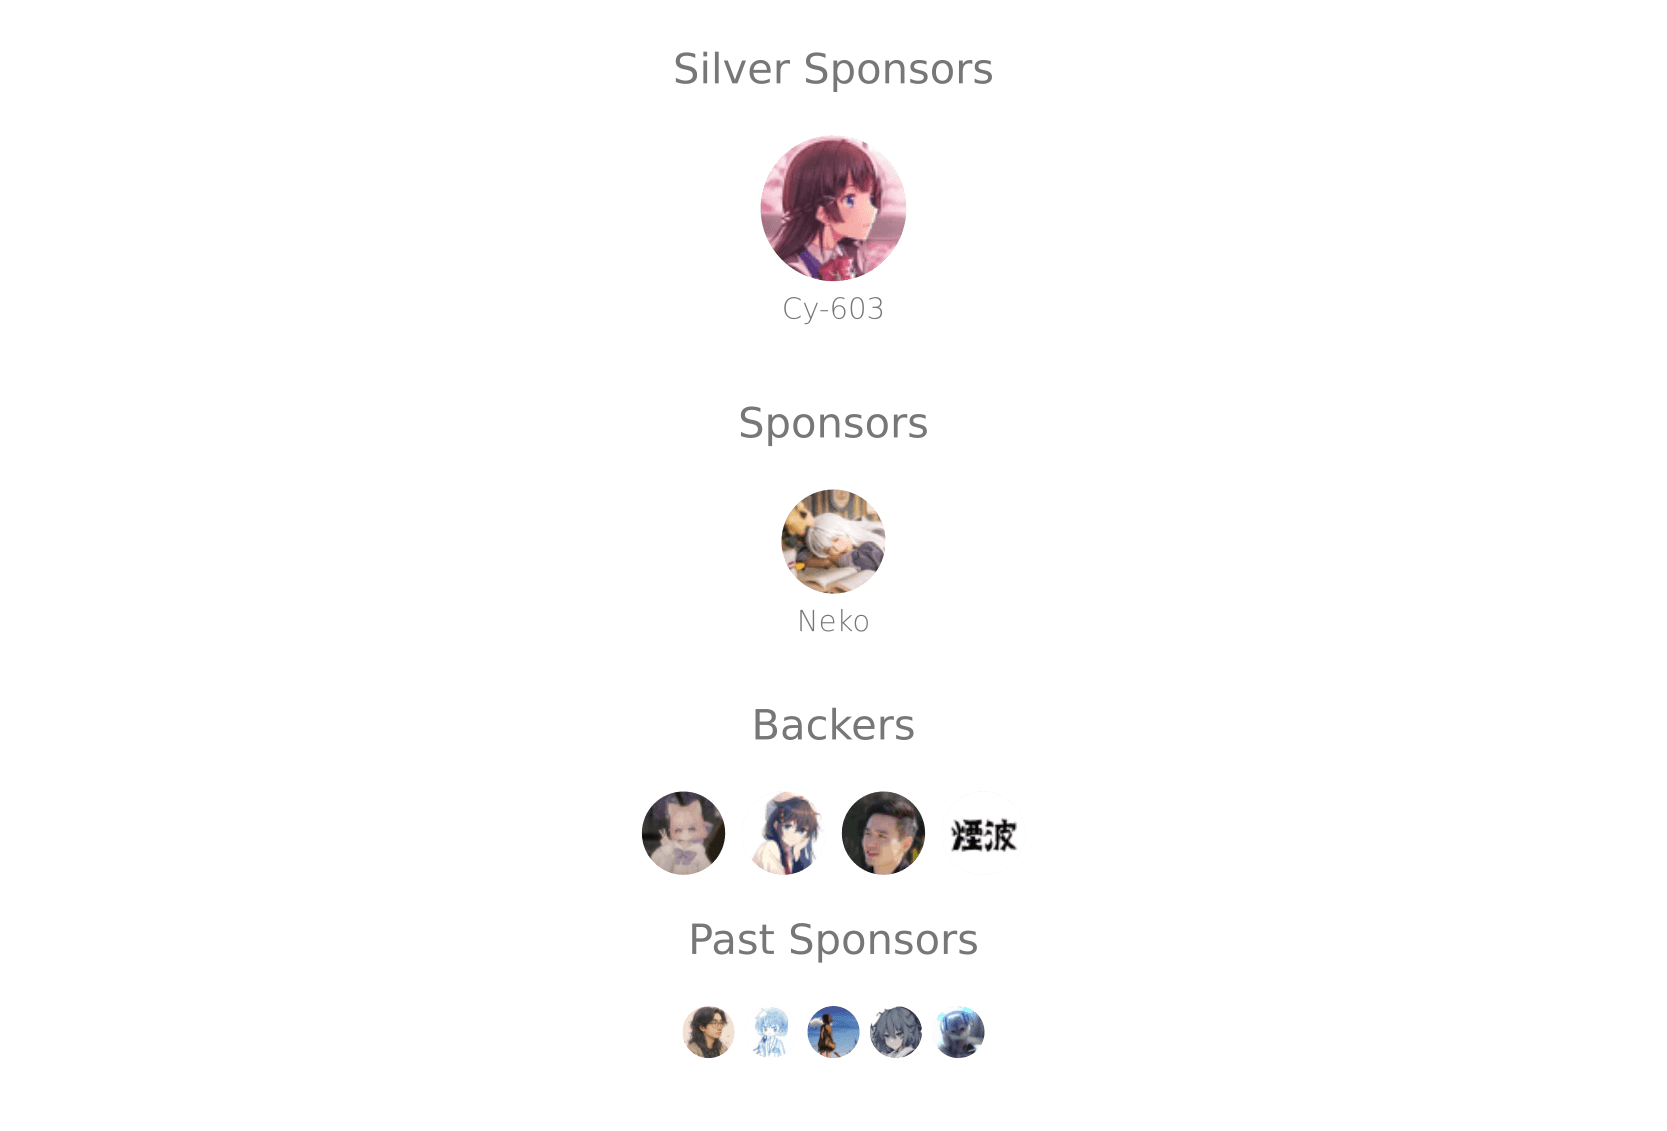 Silver Sponsors
Cy-603
Sponsors
Neko
Backers
煙波
Past Sponsors